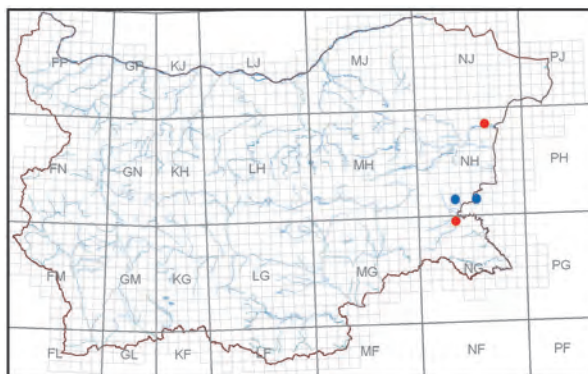 FP GP KJ LJ MJ NJ PJ
FN GN KH LH MH NH PH
FM GM KG LG MG NG PG
FL GL KF LF MF NF PF